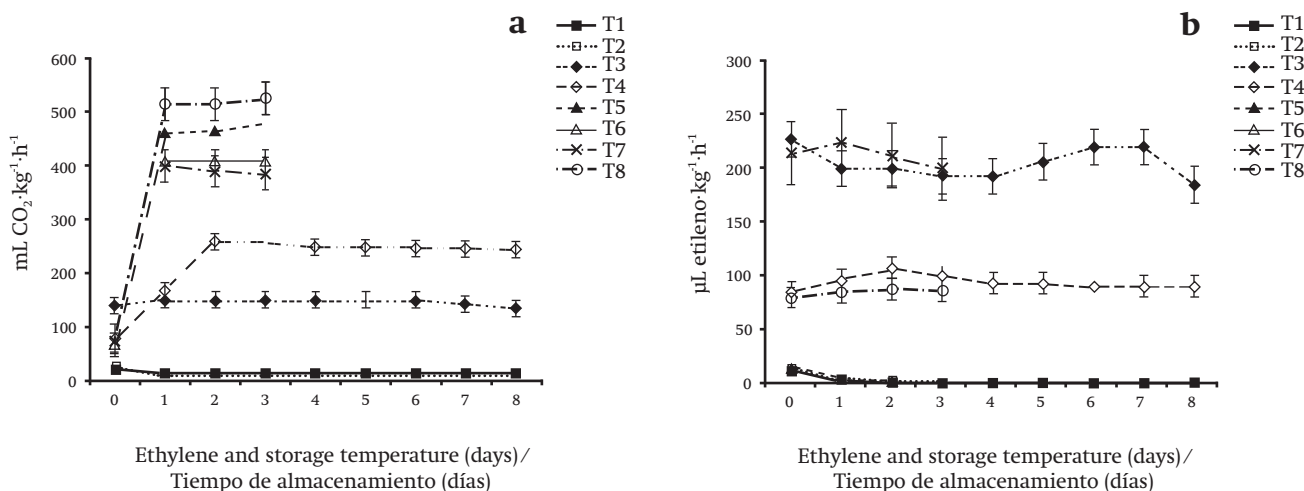 a
T1
T2
T3
T4
T5
T6
T7
T8
600
500
400
300
200
100
0
mL CO₂·kg⁻¹·h⁻¹
0 1 2 3 4 5 6 7 8
Ethylene and storage temperature (days)/
Tiempo de almacenamiento (días)
b
T1
T2
T3
T4
T5
T6
T7
T8
300
250
200
150
100
50
0
µL etileno·kg⁻¹·h⁻¹
0 1 2 3 4 5 6 7 8
Ethylene and storage temperature (days)/
Tiempo de almacenamiento (días)